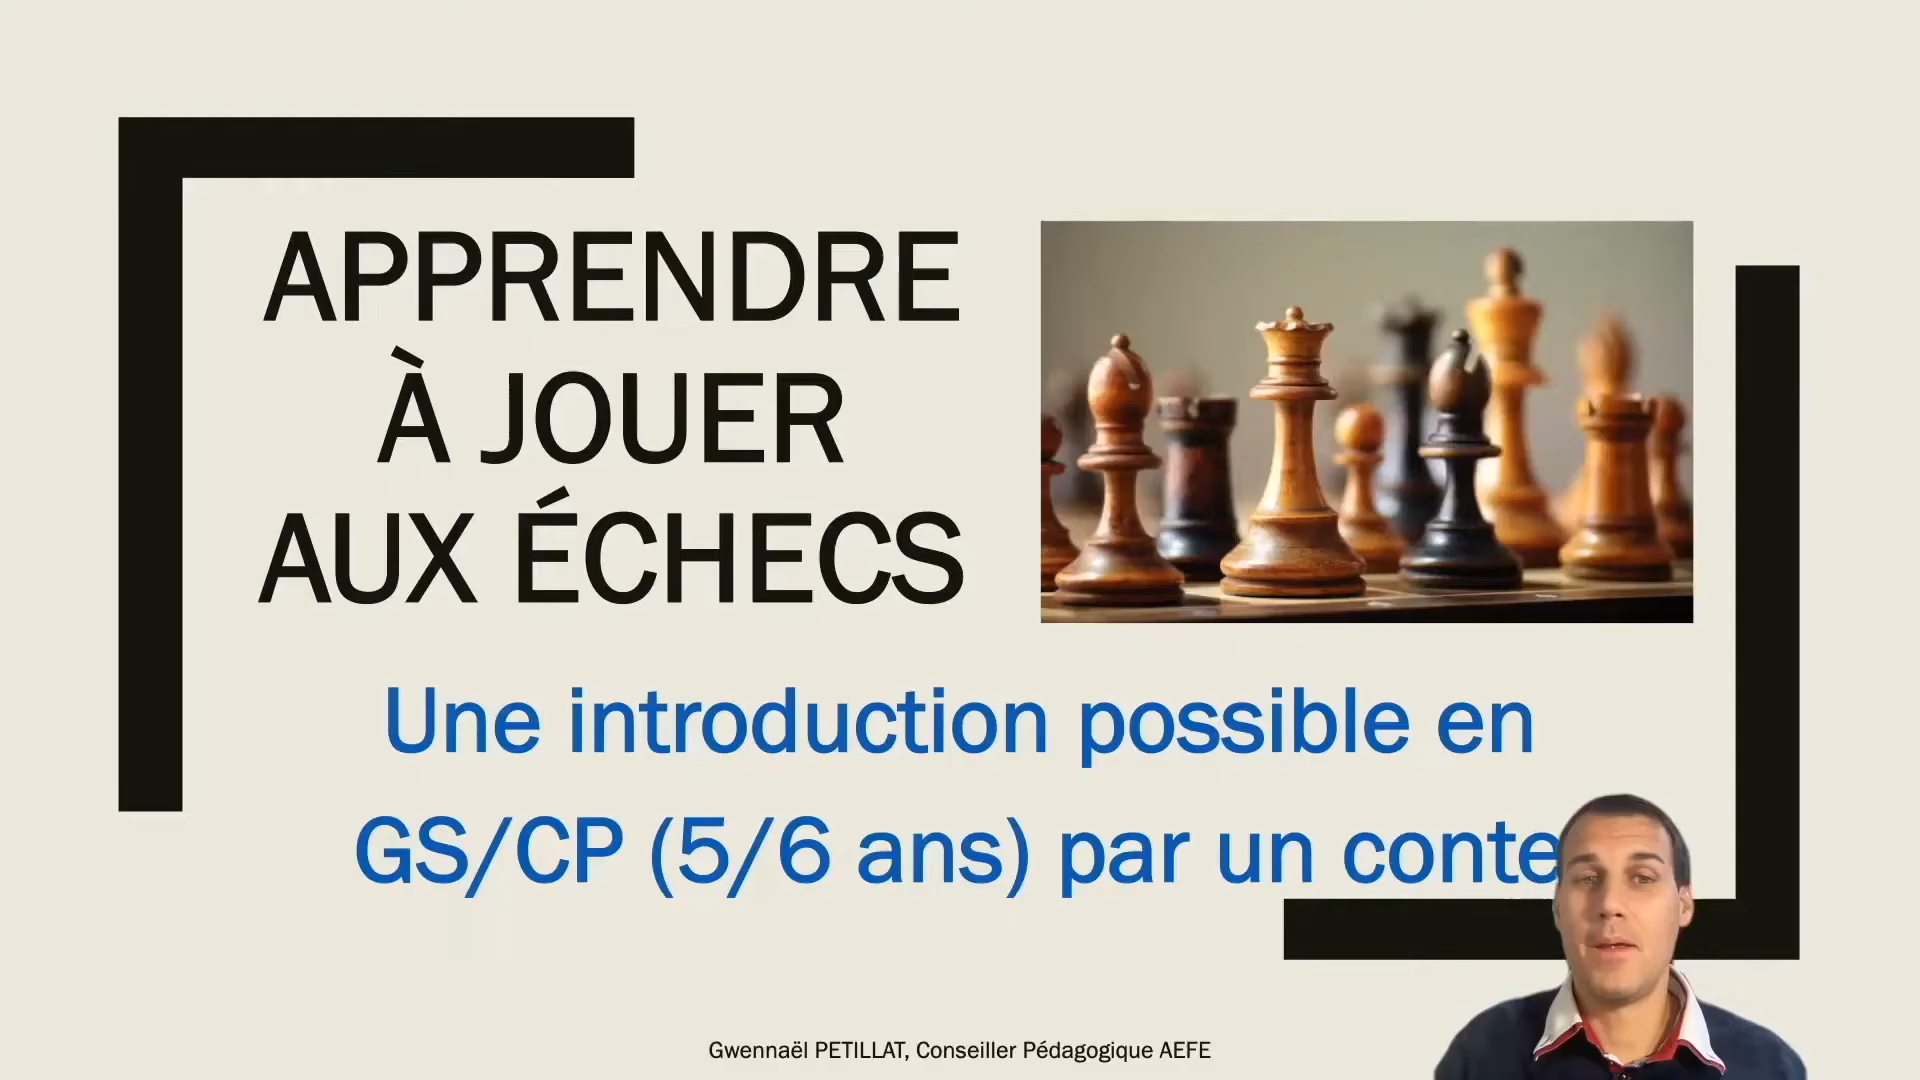 APPRENDRE
À JOUER
AUX ÉCHECS
Une introduction possible en
GS/CP (5/6 ans) par un conte
Gwennaël PETILLAT, Conseiller Pédagogique AEFE